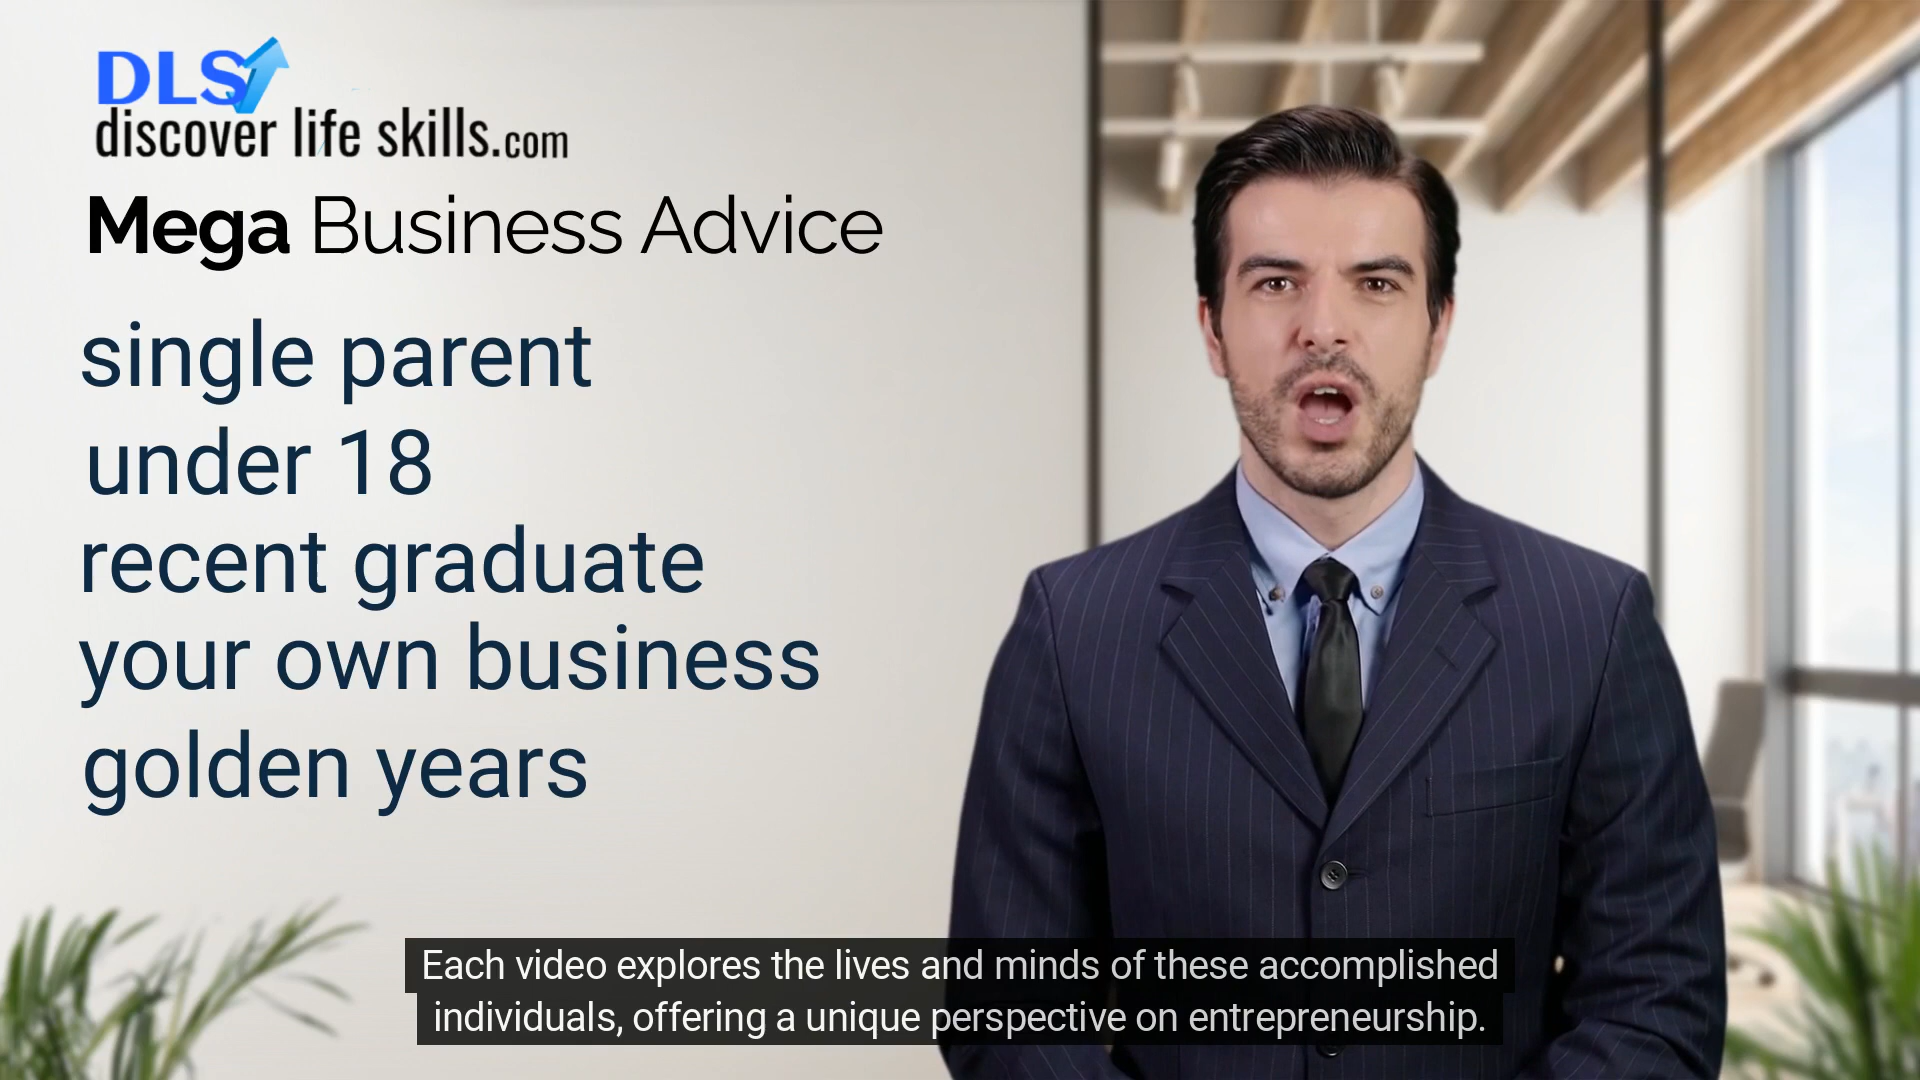 DLS
discover life skills.com
Mega Business Advice
single parent
under 18
recent graduate
your own business
golden years
Each video explores the lives and minds of these accomplished
individuals, offering a unique perspective on entrepreneurship.